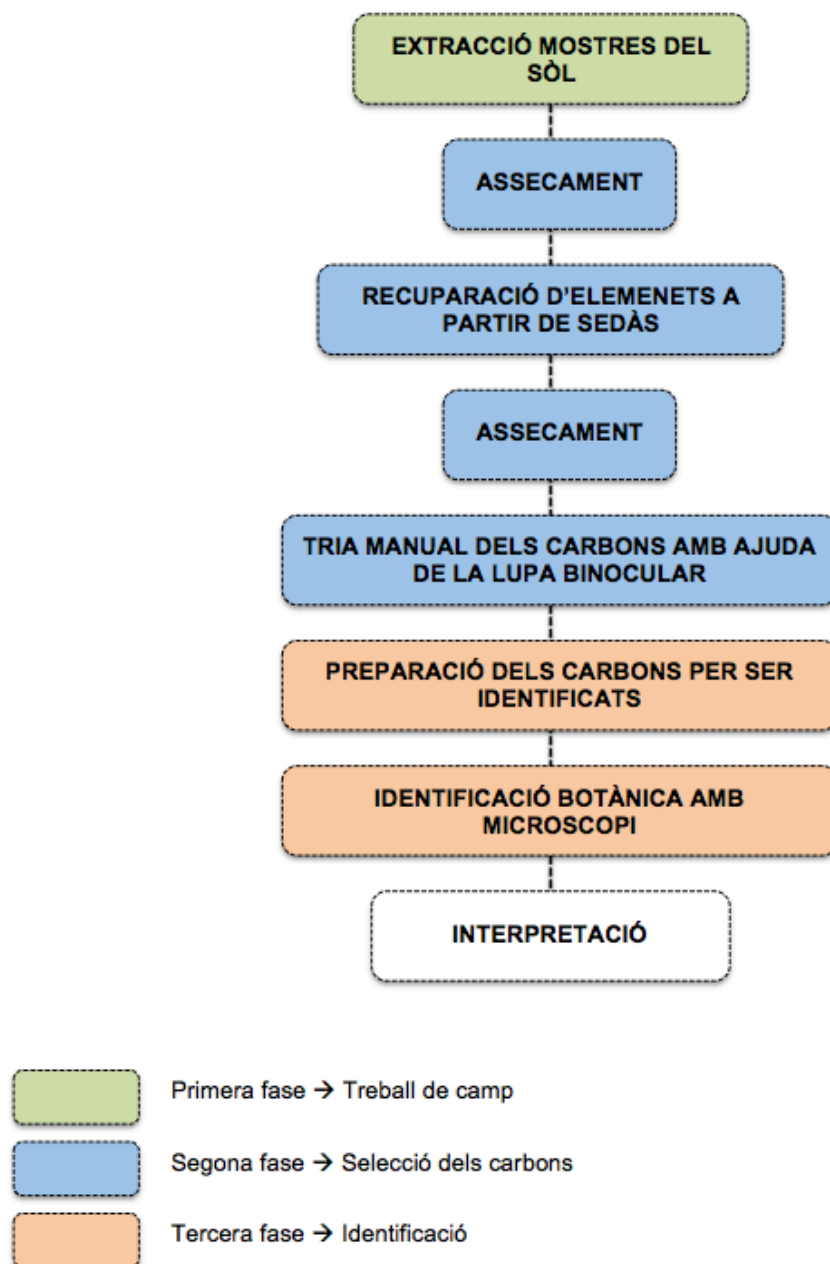 EXTRACCIÓ MOSTRES DEL
SÒL
ASSECAMENT
RECUPARACIÓ D'ELEMENETS A
PARTIR DE SEDÀS
ASSECAMENT
TRIA MANUAL DELS CARBONS AMB AJUDA
DE LA LUPA BINOCULAR
PREPARACIÓ DELS CARBONS PER SER
IDENTIFICATS
IDENTIFICACIÓ BOTÀNICA AMB
MICROSCOPI
INTERPRETACIÓ
Primera fase → Treball de camp
Segona fase → Selecció dels carbons
Tercera fase → Identificació